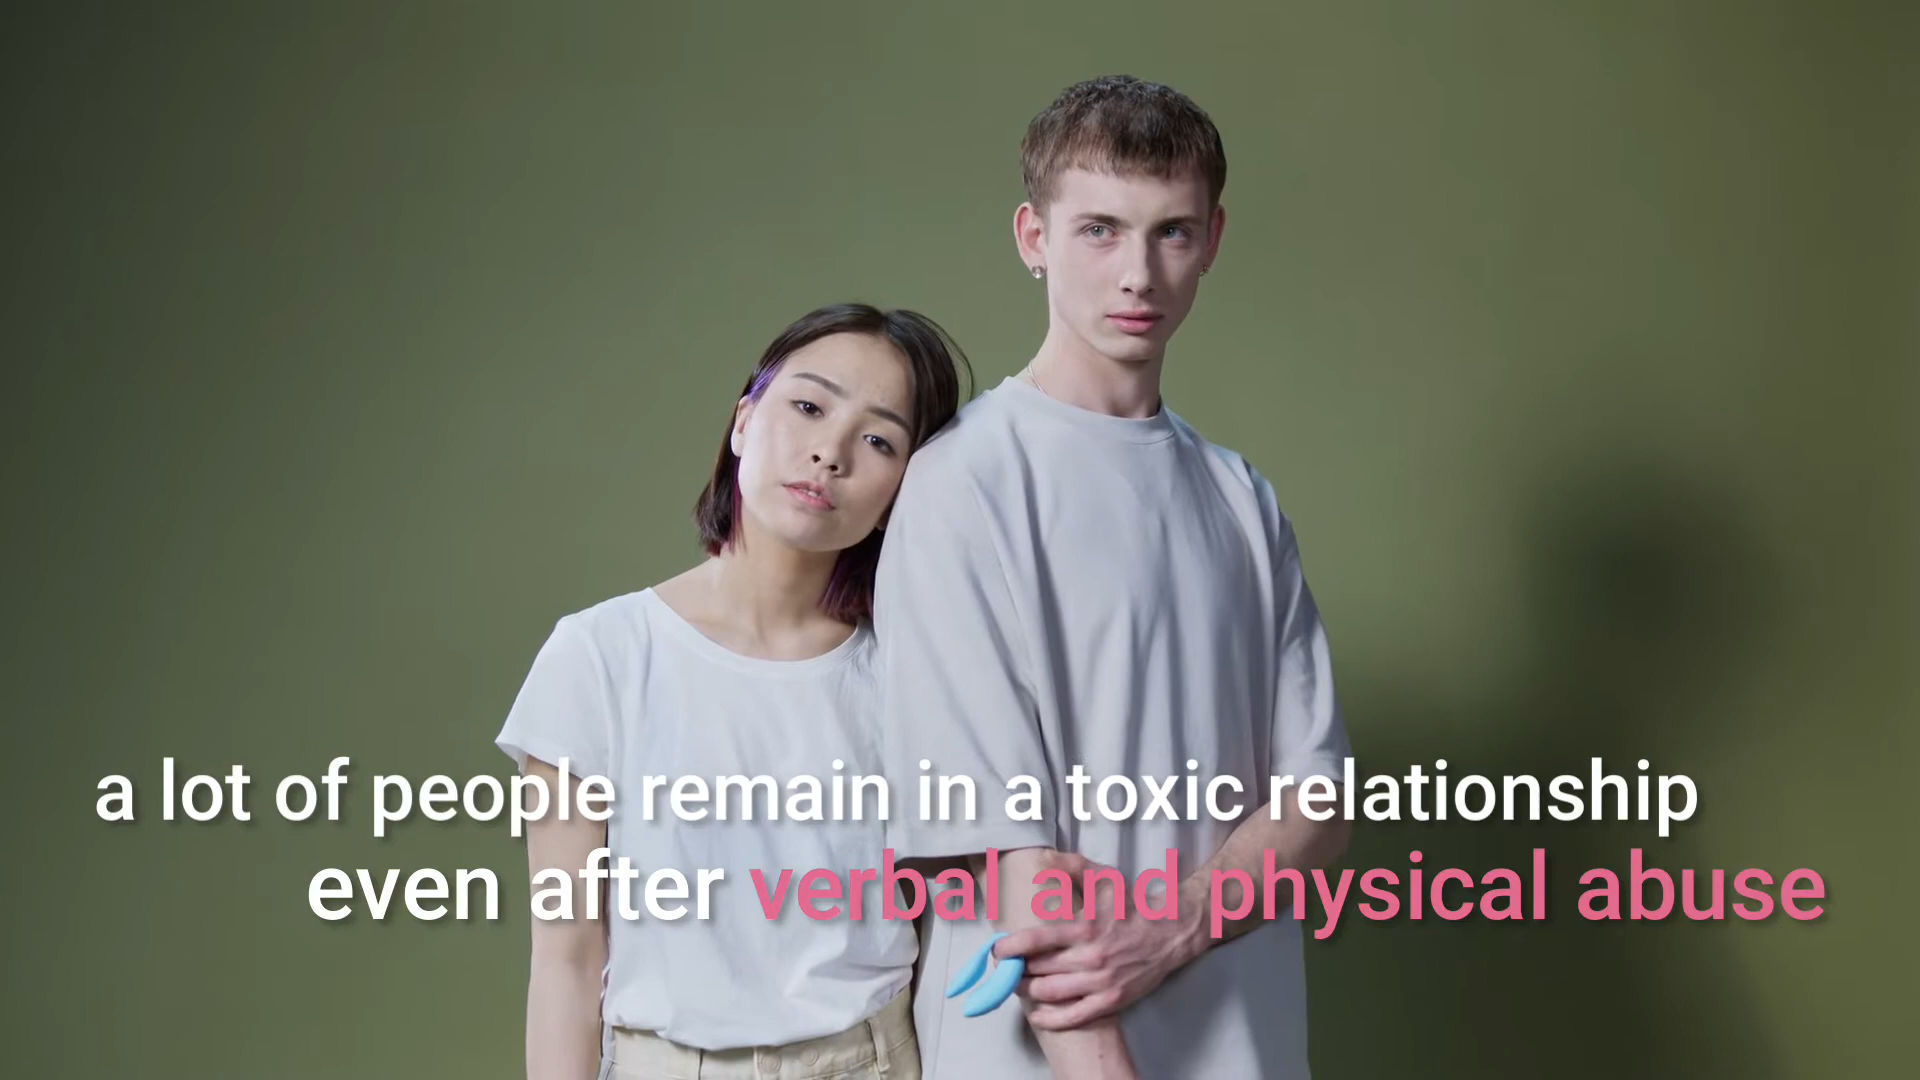 a lot of people remain in a toxic relationship
even after verbal and physical abuse